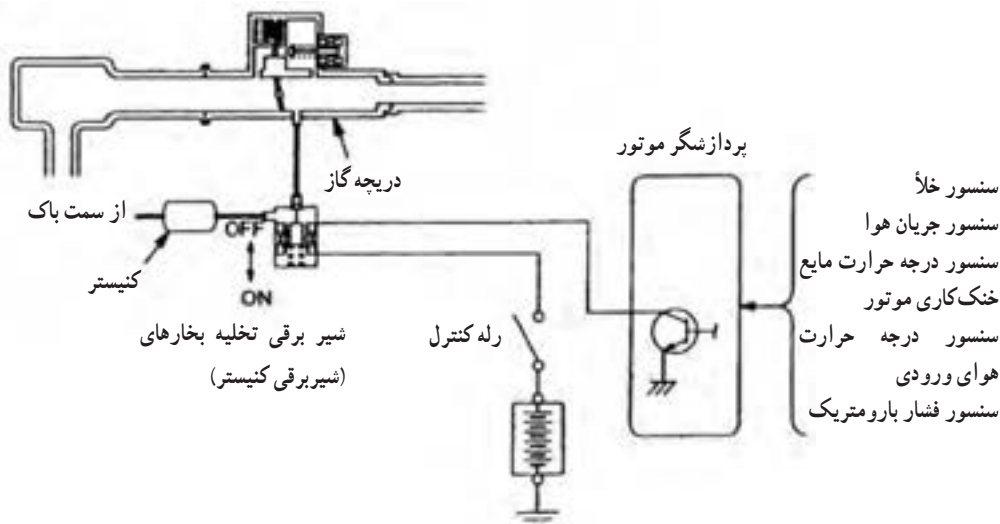 پردازشگر موتور
دریچه گاز
سنسور خلأ
سنسور جریان هوا
سنسور درجه حرارت مایع
خنک‌کاری موتور
سنسور درجه حرارت
هوای ورودی
سنسور فشار بارومتریک
از سمت باک
کنیستر
OFF
ON
شیر برقی تخلیه بخارهای
(شیربرقی کنیستر)
رله کنترل